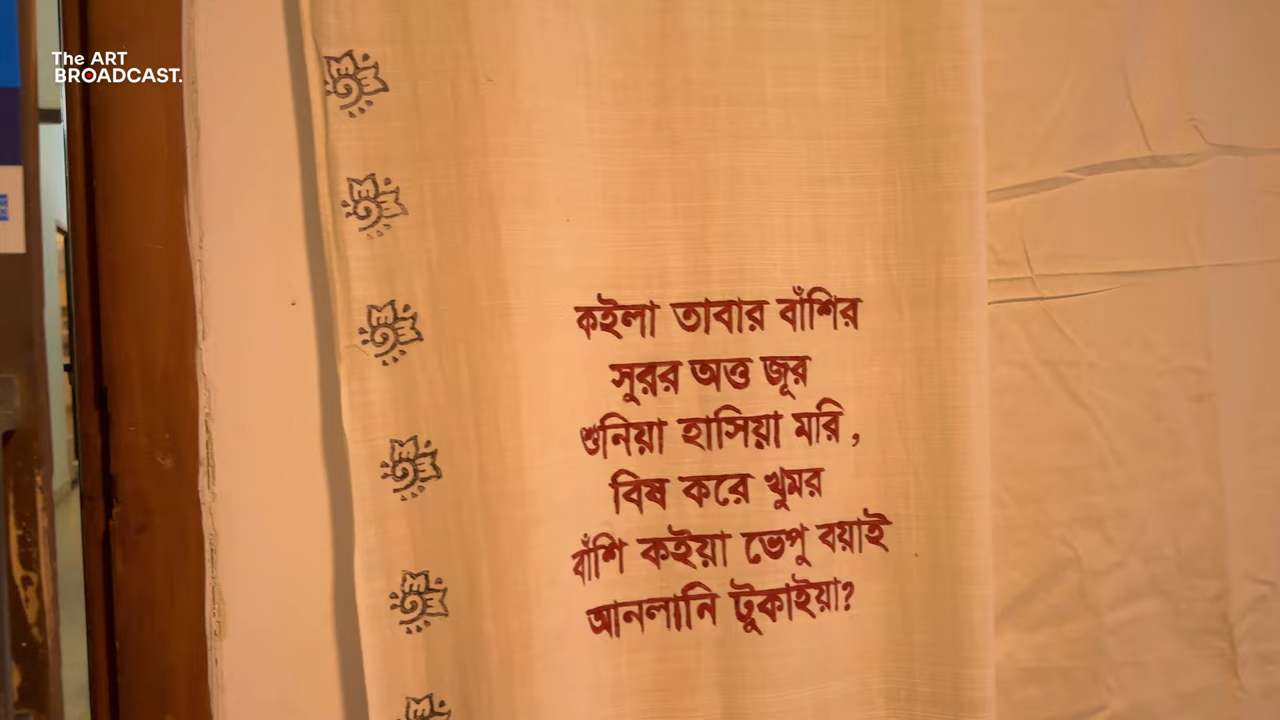 The ART
BROADCAST.
কইলা তাবার বাঁশির
সুরর অত্ত জূর
শুনিয়া হাসিয়া মরি,
বিষ করে খুমর
বাঁশি কইয়া ভেপু বয়াই
আনলানি টুকাইয়া?